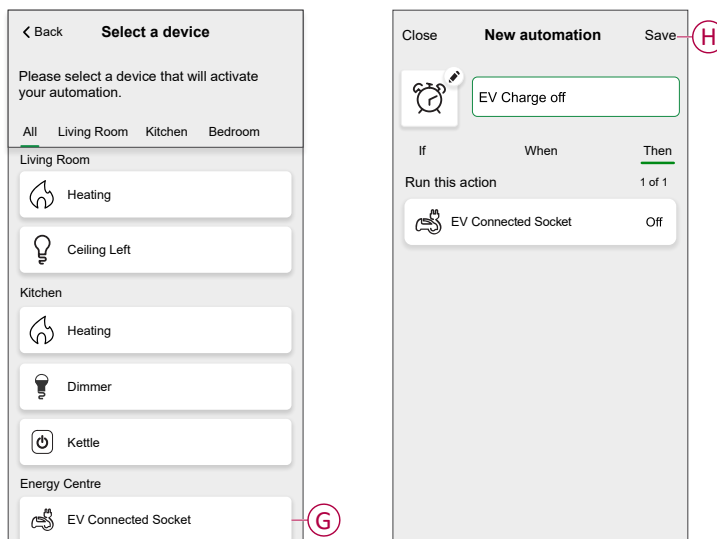 Back
Select a device
Please select a device that will activate
your automation.
All Living Room Kitchen Bedroom
Living Room
Heating
Ceiling Left
Kitchen
Heating
Dimmer
Kettle
Energy Centre
EV Connected Socket
G
Close New automation Save
H
EV Charge off
If When Then
Run this action 1 of 1
EV Connected Socket Off